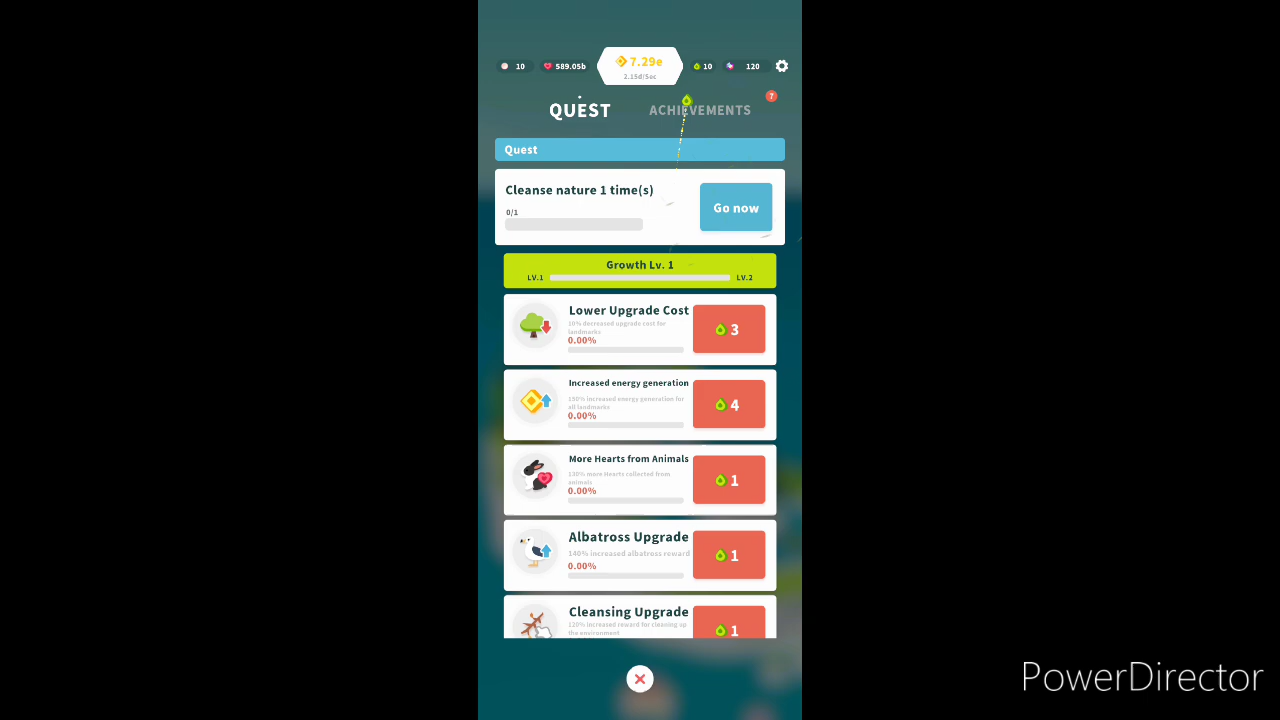 10 589.05b 7.29e 10 120
2.15d/Sec
QUEST ACHIEVEMENTS 7
Quest
Cleanse nature 1 time(s)
0/1
Go now
Growth Lv. 1
LV.1 LV.2
Lower Upgrade Cost
10% decreased upgrade cost for
landmarks
0.00%
3
Increased energy generation
150% increased energy generation for
all landmarks
0.00%
4
More Hearts from Animals
130% more Hearts collected from
animals
0.00%
1
Albatross Upgrade
140% increased albatross reward
0.00%
1
Cleansing Upgrade
120% increased reward for cleaning up
the environment
1
PowerDirector